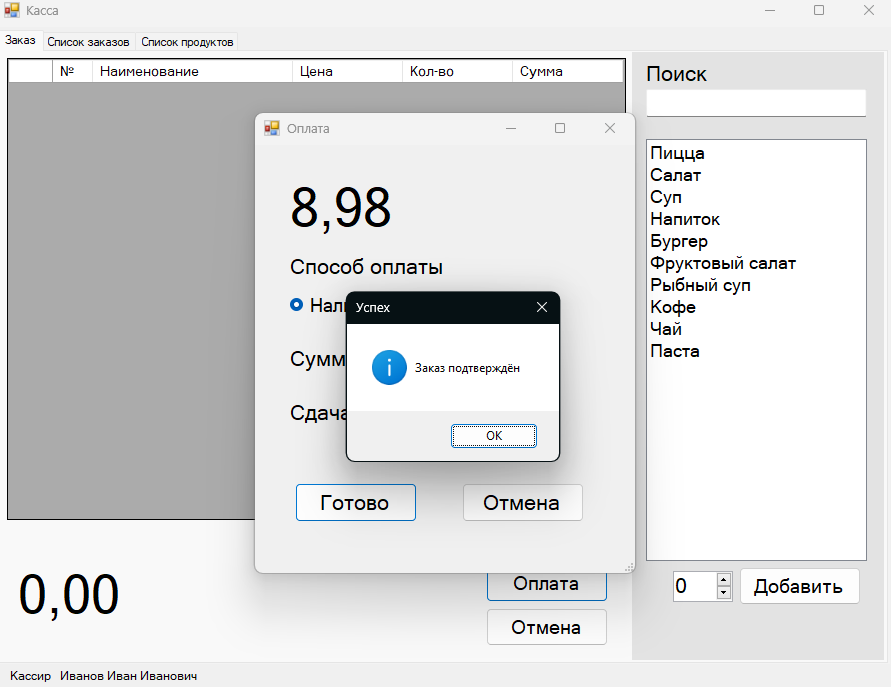 Касса
Заказ Список заказов Список продуктов
№ Наименование Цена Кол-во Сумма
Поиск
Пицца
Салат
Суп
Напиток
Бургер
Фруктовый салат
Рыбный суп
Кофе
Чай
Паста
0 Добавить
Оплата
8,98
Способ оплаты
Нали
Сумм
Сдача
Готово Отмена
Успех
Заказ подтверждён
OK
0,00
Оплата
Отмена
Кассир Иванов Иван Иванович